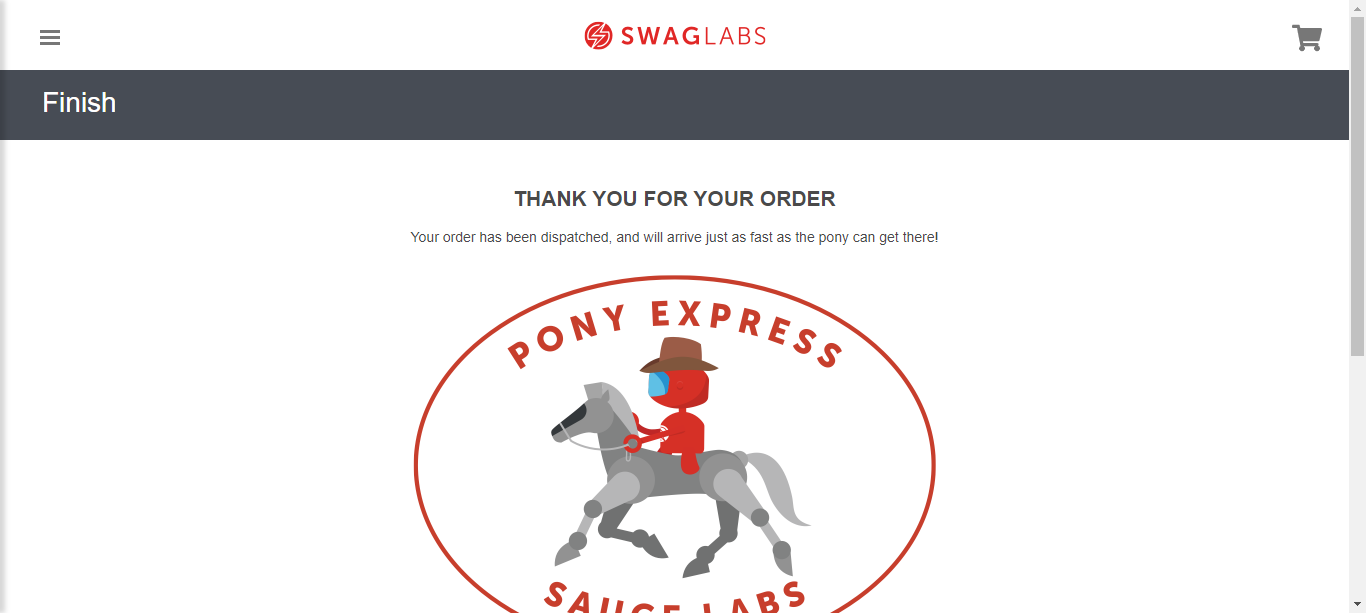 SWAGLABS
Finish
THANK YOU FOR YOUR ORDER
Your order has been dispatched, and will arrive just as fast as the pony can get there!
PONY EXPRESS
SAUCE LABS